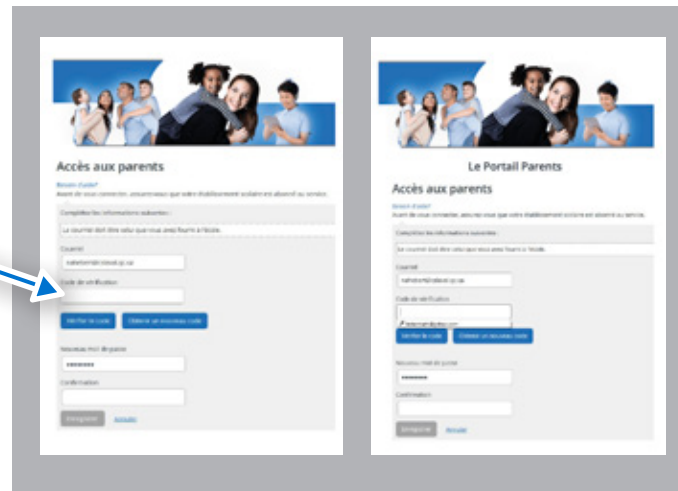 Accès aux parents
Besoin d'aide?
Avant de vous connecter, assurez-vous que votre établissement scolaire est abonné au service.
Complétez les informations suivantes :
Le courriel doit être celui que vous avez fourni à l'école.
Courriel
Code de vérification
Vérifier le code
Obtenir un nouveau code
Nouveau mot de passe
••••••••
Confirmation
Enregistrer
Annuler
Le Portail Parents
Accès aux parents
Besoin d'aide?
Avant de vous connecter, assurez-vous que votre établissement scolaire est abonné au service.
Complétez les informations suivantes :
Le courriel doit être celui que vous avez fourni à l'école.
Courriel
Code de vérification
Vérifier le code
Obtenir un nouveau code
Nouveau mot de passe
••••••••
Confirmation
Enregistrer
Annuler